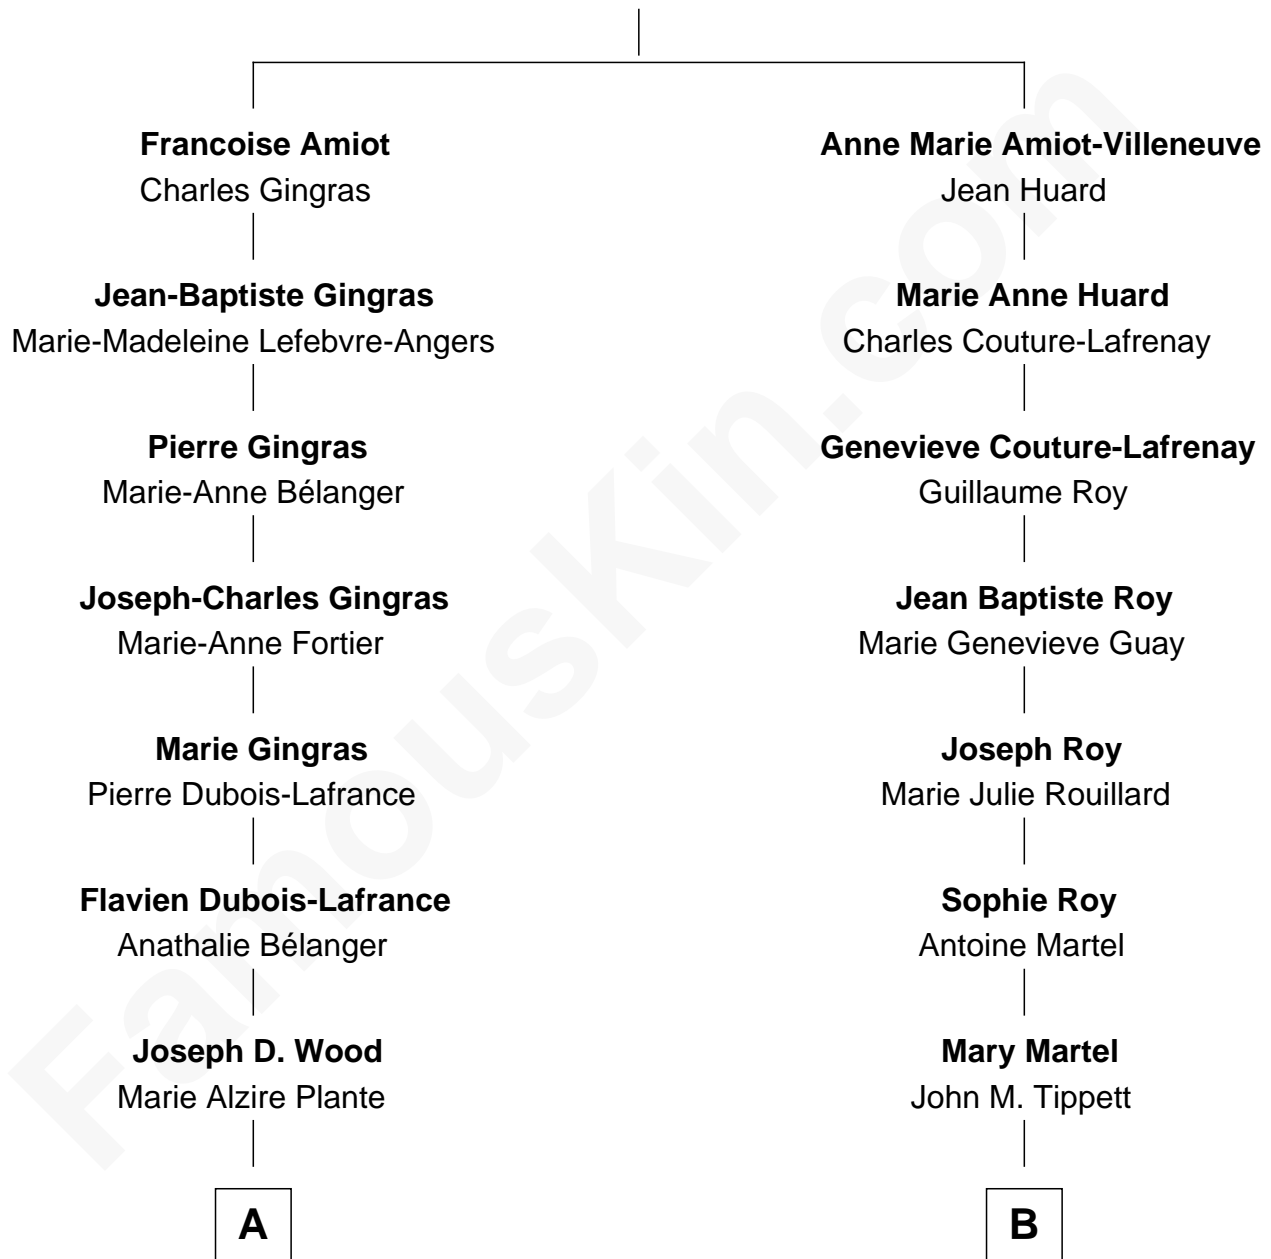 Francoise Amiot
Charles Gingras
Jean-Baptiste Gingras
Marie-Madeleine Lefebvre-Angers
Pierre Gingras
Marie-Anne Bélanger
Joseph-Charles Gingras
Marie-Anne Fortier
Marie Gingras
Pierre Dubois-Lafrance
Flavien Dubois-Lafrance
Anathalie Bélanger
Joseph D. Wood
Marie Alzire Plante
A
Anne Marie Amiot-Villeneuve
Jean Huard
Marie Anne Huard
Charles Couture-Lafrenay
Genevieve Couture-Lafrenay
Guillaume Roy
Jean Baptiste Roy
Marie Genevieve Guay
Joseph Roy
Marie Julie Rouillard
Sophie Roy
Antoine Martel
Mary Martel
John M. Tippett
B
FamousKin.com